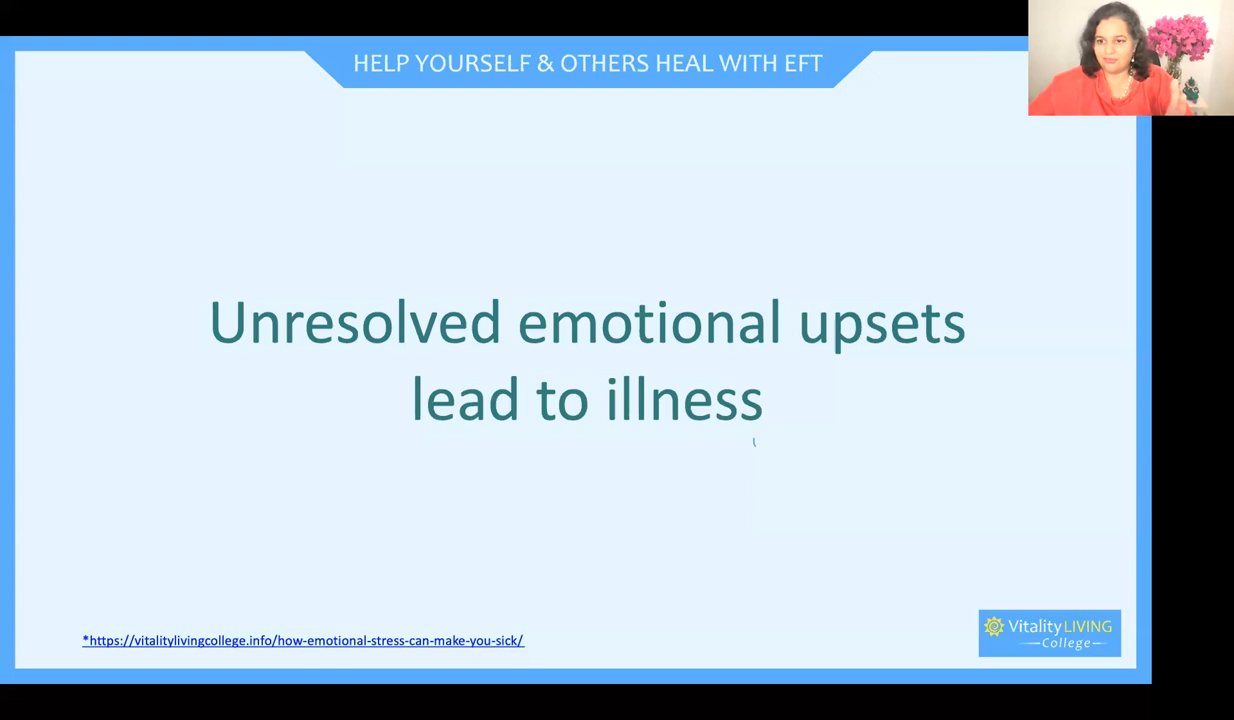 HELP YOURSELF & OTHERS HEAL WITH EFT
Unresolved emotional upsets
lead to illness
*https://vitalitylivingcollege.info/how-emotional-stress-can-make-you-sick/
Vitality LIVING
College